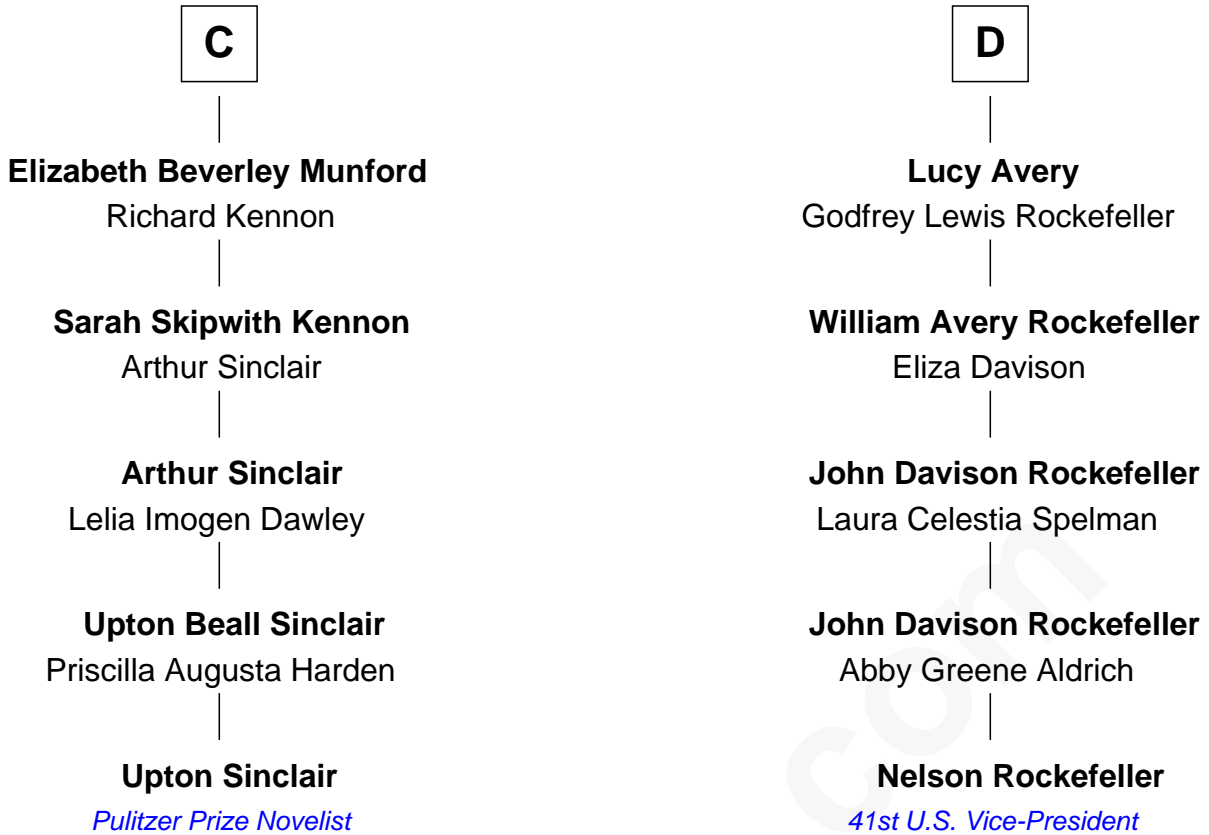 C
D
Elizabeth Beverley Munford
Richard Kennon
Lucy Avery
Godfrey Lewis Rockefeller
Sarah Skipwith Kennon
Arthur Sinclair
William Avery Rockefeller
Eliza Davison
Arthur Sinclair
Lelia Imogen Dawley
John Davison Rockefeller
Laura Celestia Spelman
Upton Beall Sinclair
Priscilla Augusta Harden
John Davison Rockefeller
Abby Greene Aldrich
Upton Sinclair
Pulitzer Prize Novelist
Nelson Rockefeller
41st U.S. Vice-President
com